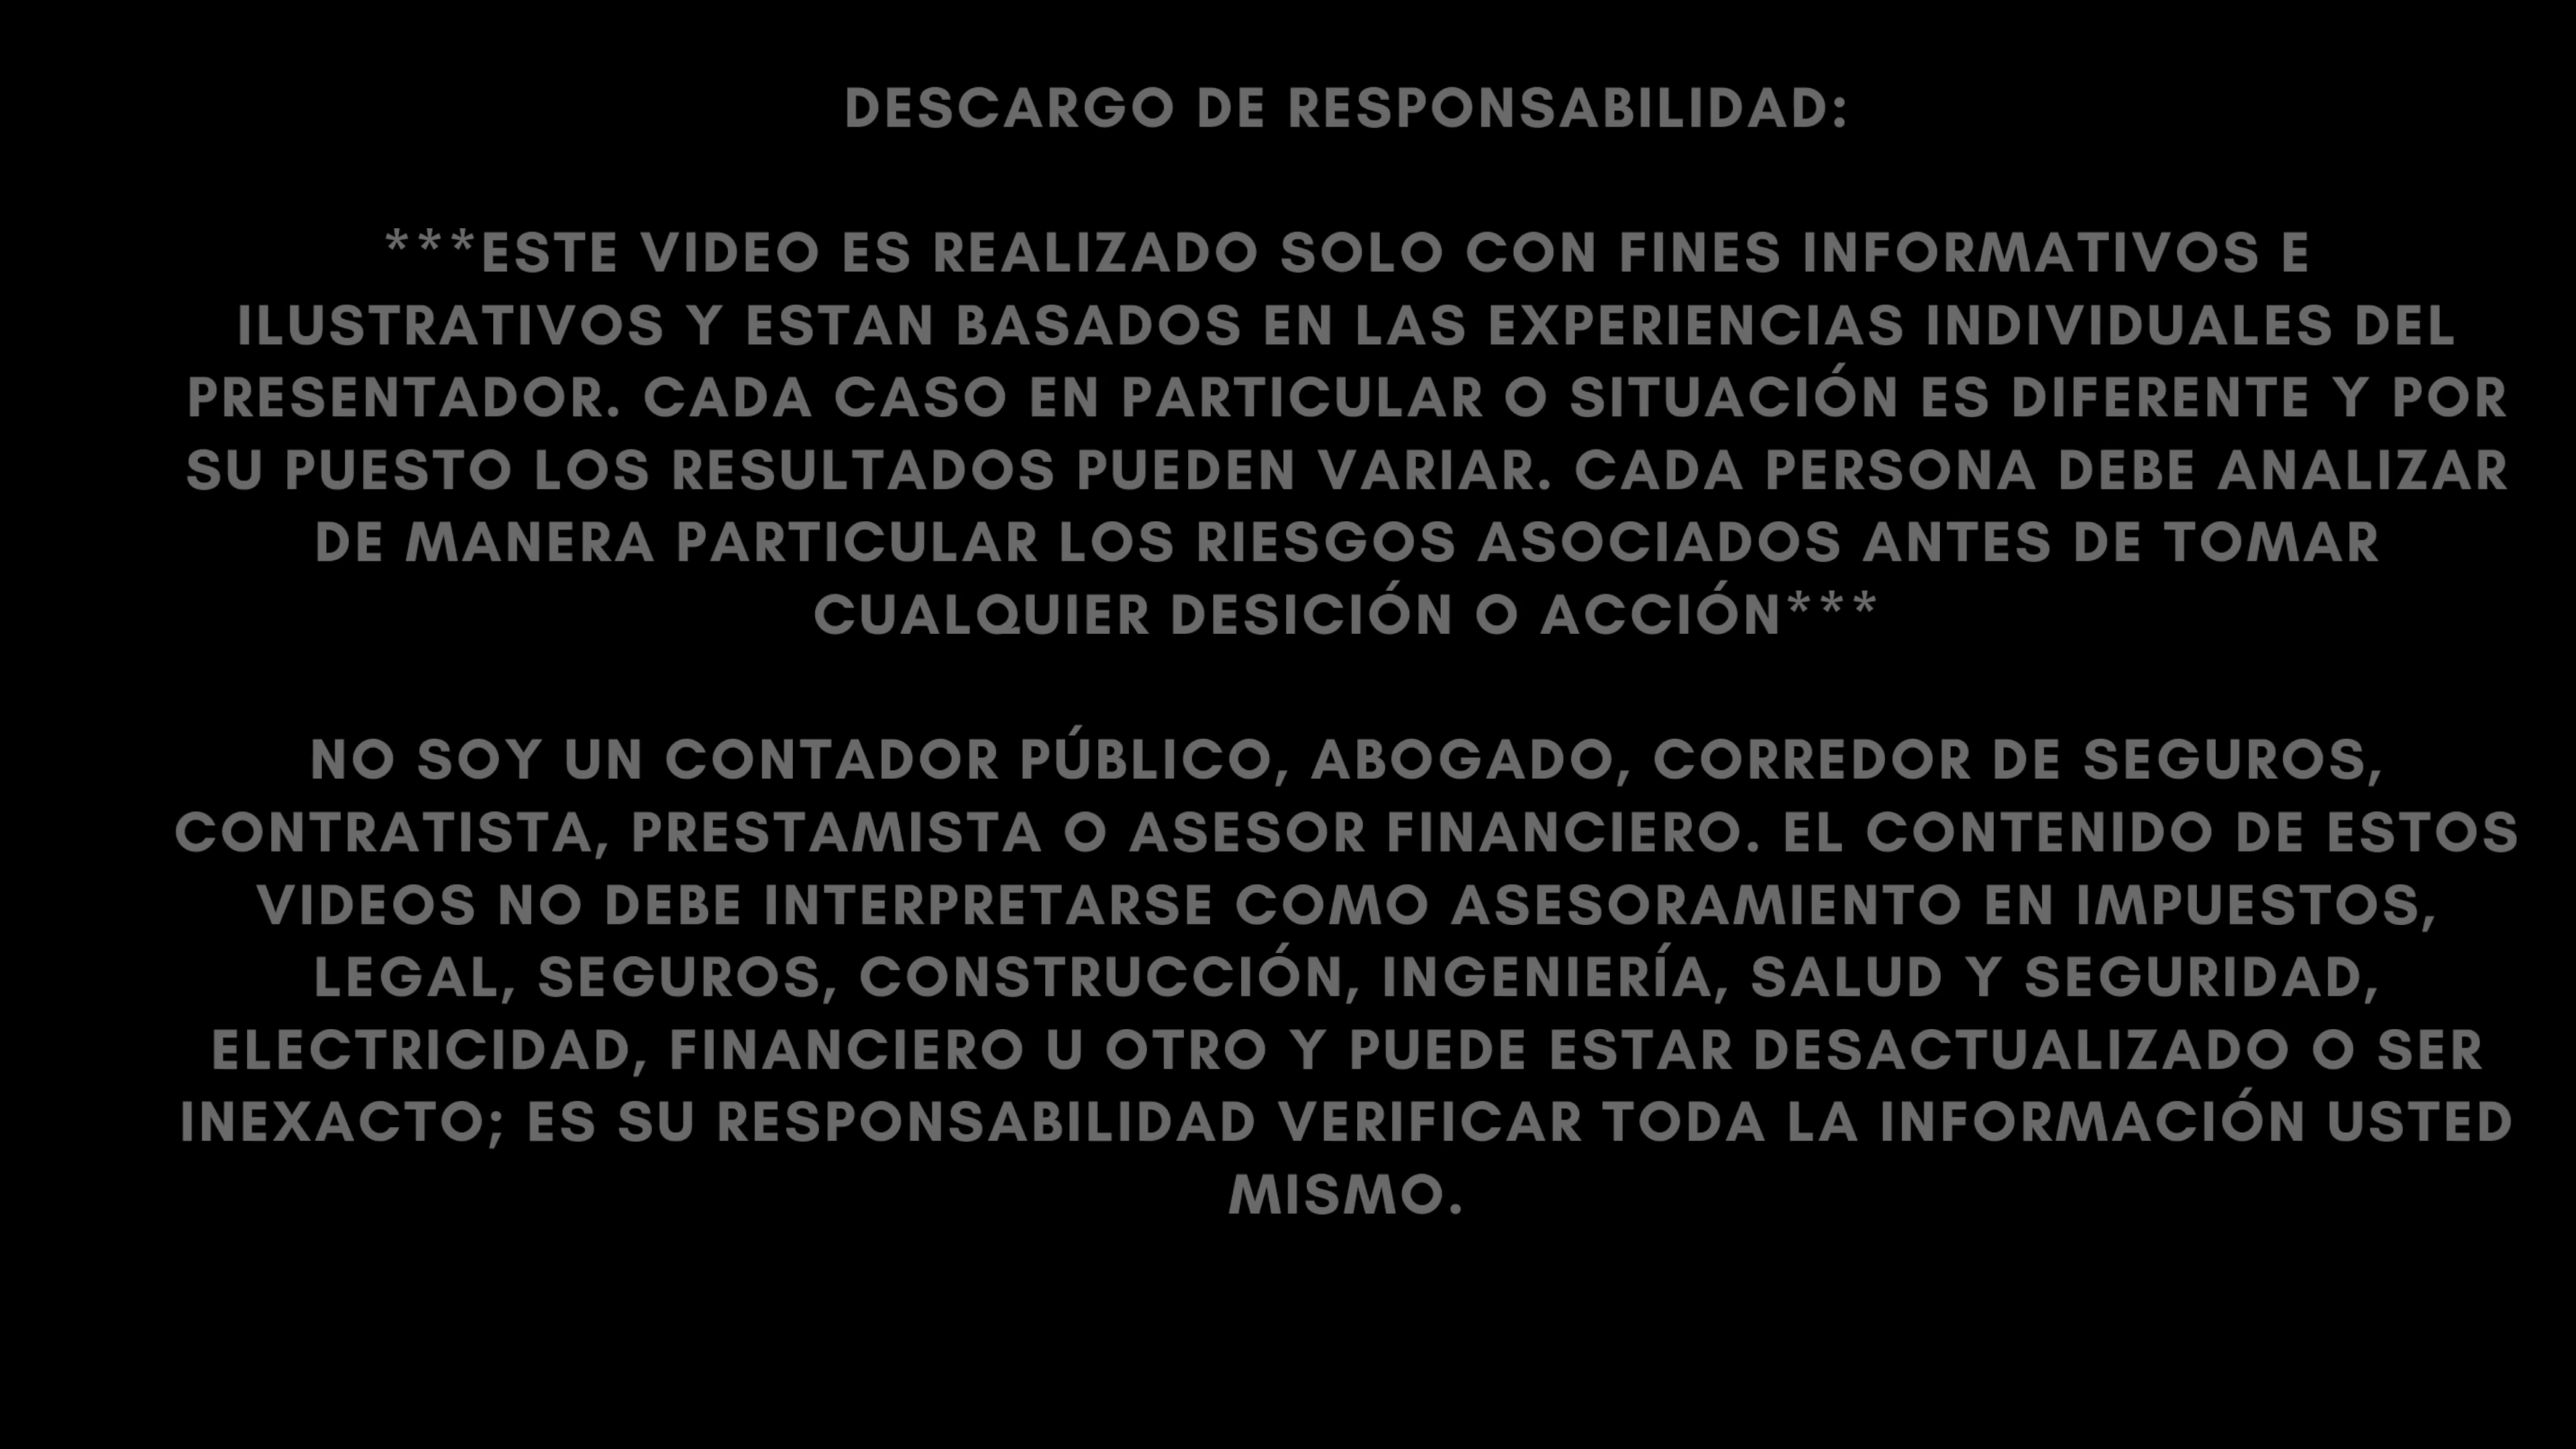 DESCARGO DE RESPONSABILIDAD:
***ESTE VIDEO ES REALIZADO SOLO CON FINES INFORMATIVOS E
ILUSTRATIVOS Y ESTAN BASADOS EN LAS EXPERIENCIAS INDIVIDUALES DEL
PRESENTADOR. CADA CASO EN PARTICULAR O SITUACIÓN ES DIFERENTE Y POR
SU PUESTO LOS RESULTADOS PUEDEN VARIAR. CADA PERSONA DEBE ANALIZAR
DE MANERA PARTICULAR LOS RIESGOS ASOCIADOS ANTES DE TOMAR
CUALQUIER DESICIÓN O ACCIÓN***
NO SOY UN CONTADOR PÚBLICO, ABOGADO, CORREDOR DE SEGUROS,
CONTRATISTA, PRESTAMISTA O ASESOR FINANCIERO. EL CONTENIDO DE ESTOS
VIDEOS NO DEBE INTERPRETARSE COMO ASESORAMIENTO EN IMPUESTOS,
LEGAL, SEGUROS, CONSTRUCCIÓN, INGENIERÍA, SALUD Y SEGURIDAD,
ELECTRICIDAD, FINANCIERO U OTRO Y PUEDE ESTAR DESACTUALIZADO O SER
INEXACTO; ES SU RESPONSABILIDAD VERIFICAR TODA LA INFORMACIÓN USTED
MISMO.